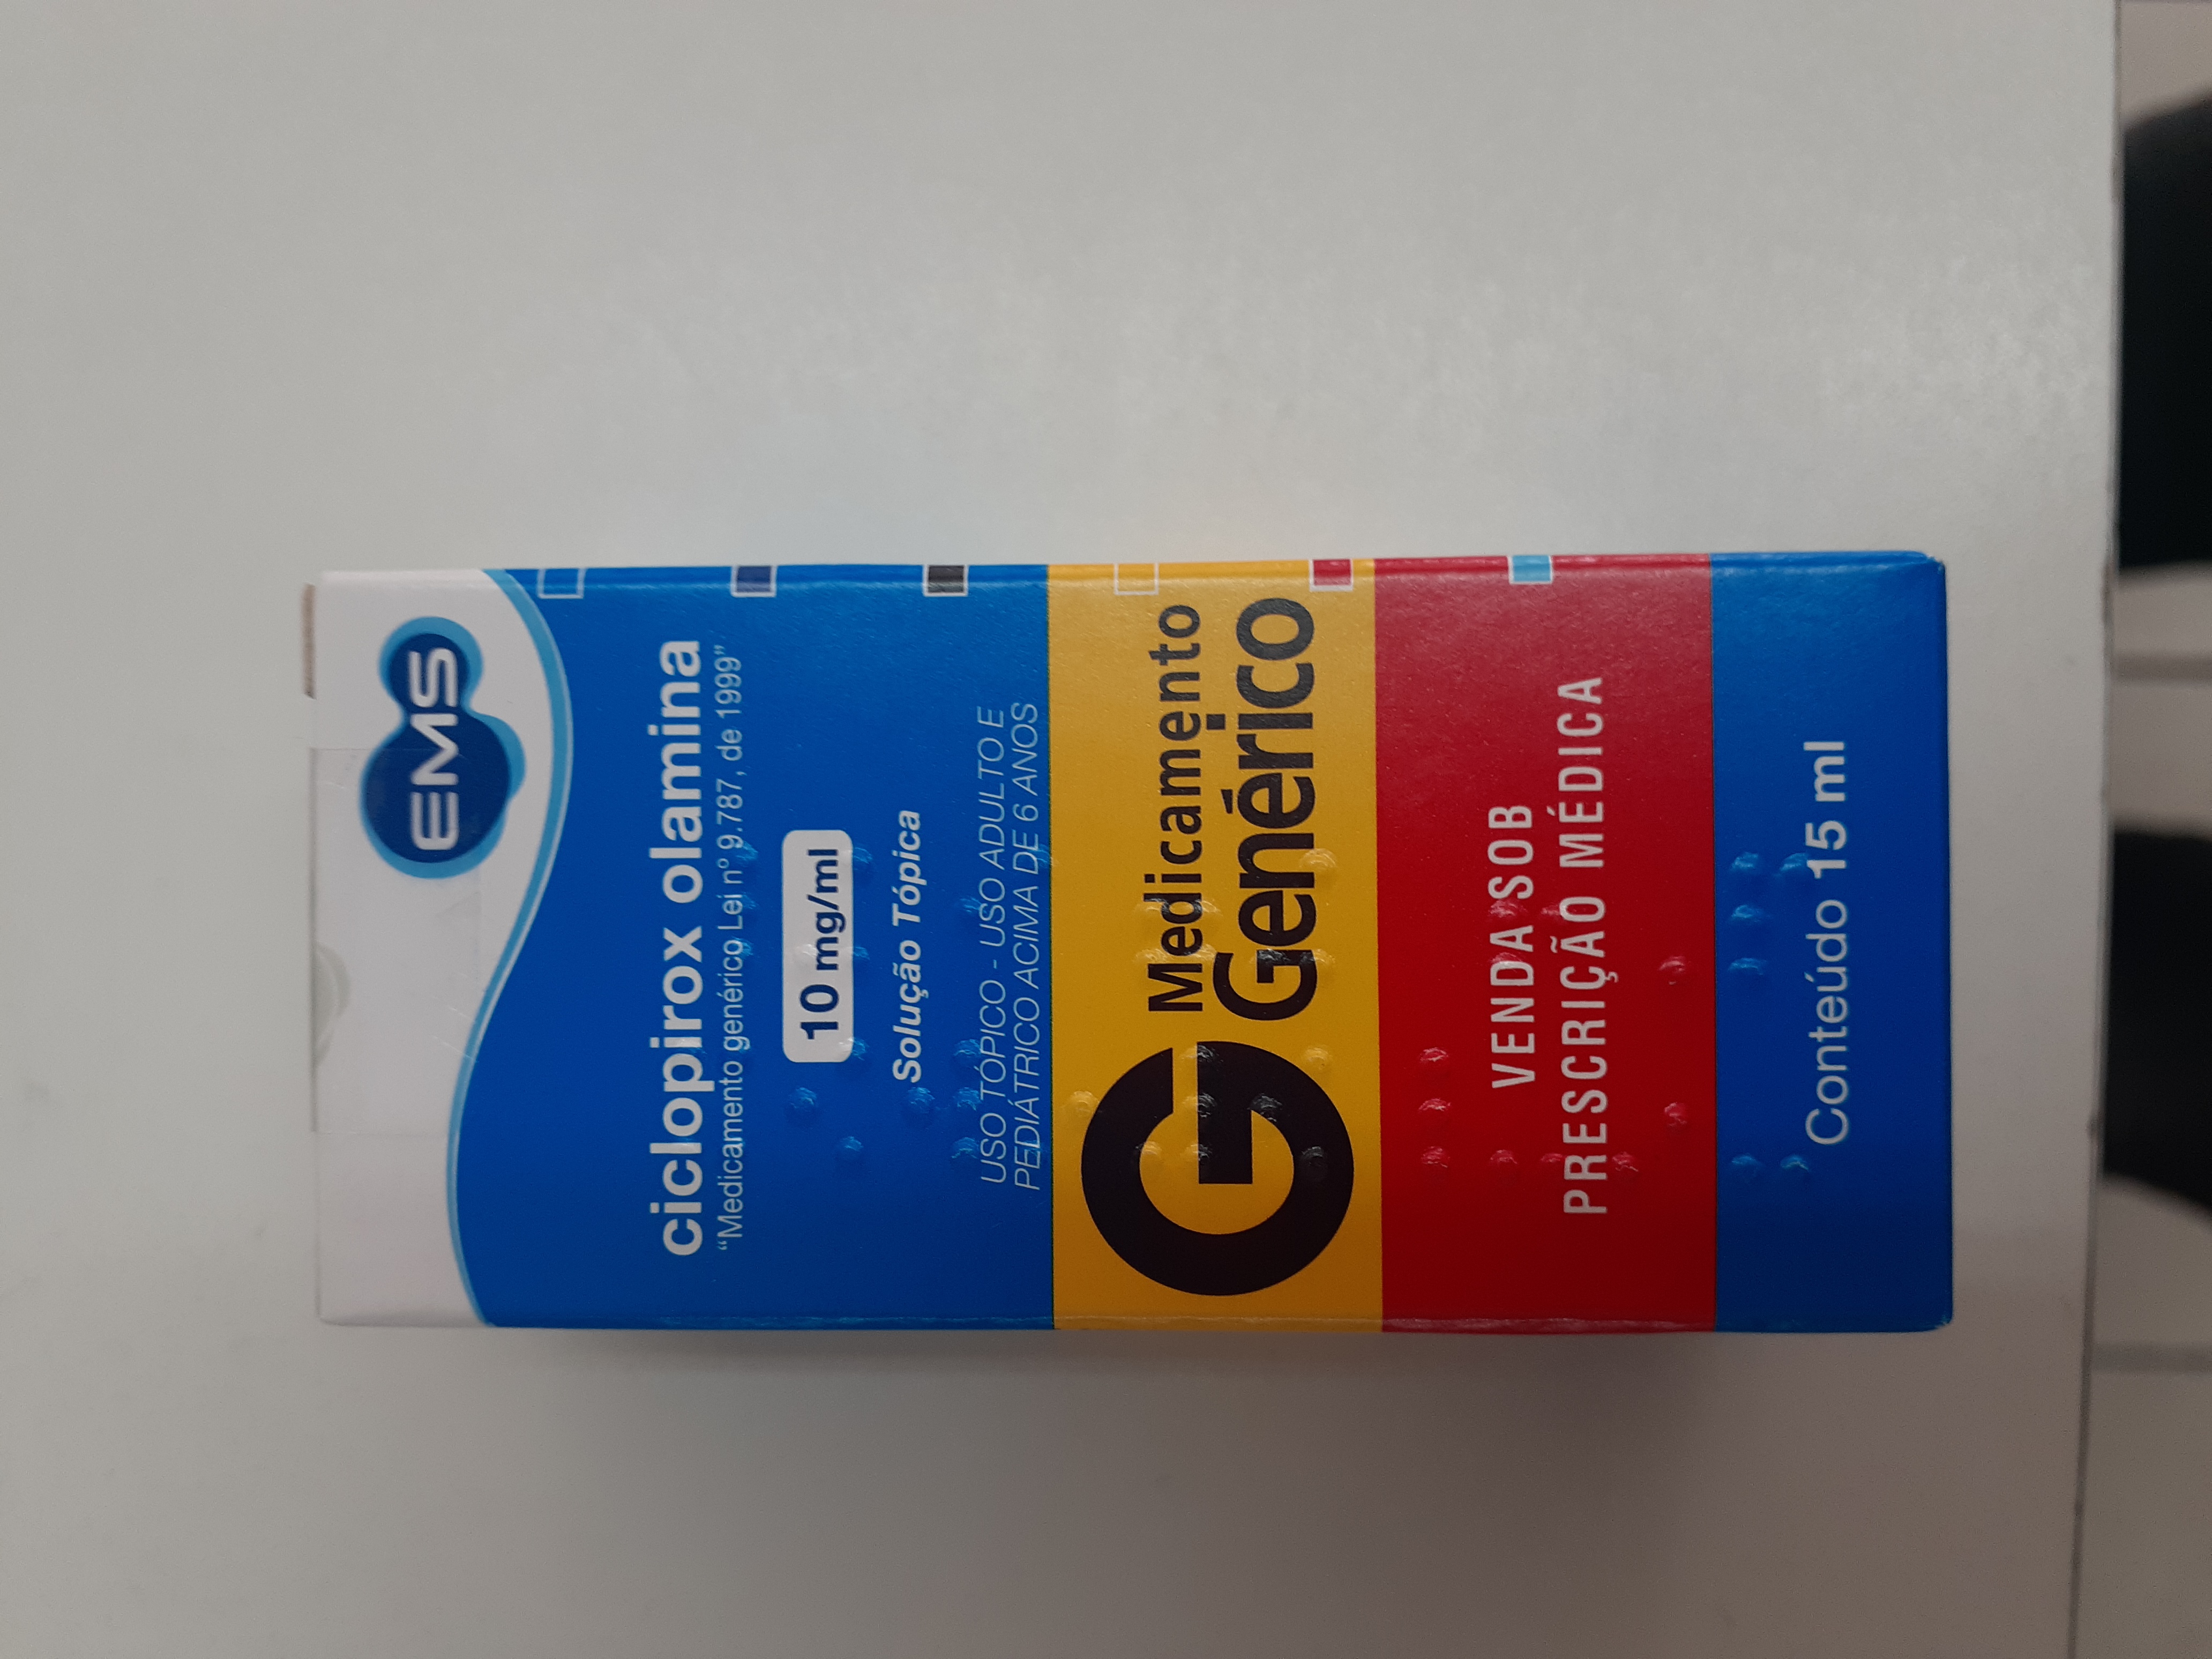 EMS
ciclopirox olamina
“Medicamento genérico Lei nº 9.787, de 1999”
10 mg/ml
Solução Tópica
USO TÓPICO - USO ADULTO E
PEDIÁTRICO ACIMA DE 6 ANOS
G
Medicamento
Genérico
VENDA SOB
PRESCRIÇÃO MÉDICA
Conteúdo 15 ml